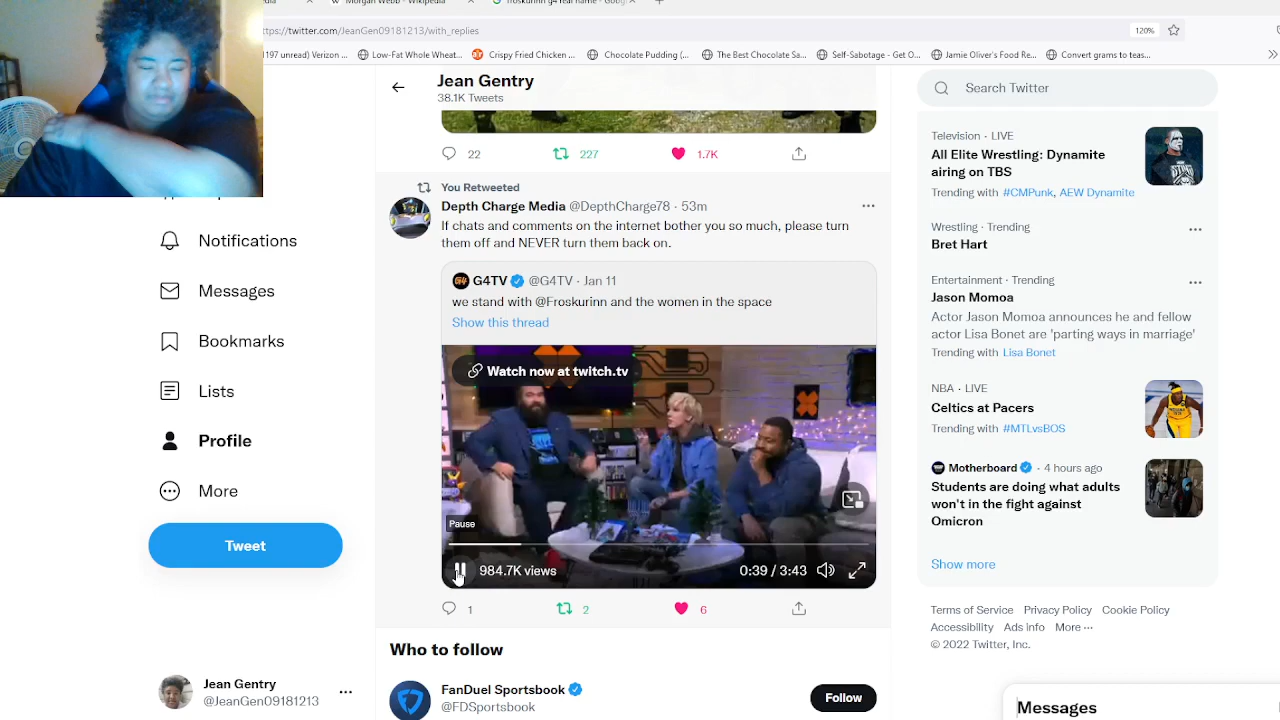 Morgan Webb - Wikipedia
froskurinn g4 real name - Goog
https://twitter.com/JeanGen09181213/with_replies
120%
(197 unread) Verizon ...
Low-Fat Whole Wheat...
Crispy Fried Chicken ...
Chocolate Pudding (...
The Best Chocolate Sa...
Self-Sabotage - Get O...
Jamie Oliver's Food Re...
Convert grams to teas...
Jean Gentry
38.1K Tweets
22
227
1.7K
You Retweeted
Depth Charge Media @DepthCharge78 · 53m
If chats and comments on the internet bother you so much, please turn
them off and NEVER turn them back on.
G4TV @G4TV · Jan 11
we stand with @Froskurinn and the women in the space
Show this thread
Watch now at twitch.tv
Pause
984.7K views
0:39 / 3:43
1
2
6
Who to follow
FanDuel Sportsbook
@FDSportsbook
Follow
Notifications
Messages
Bookmarks
Lists
Profile
More
Tweet
Jean Gentry
@JeanGen09181213
Search Twitter
Television · LIVE
All Elite Wrestling: Dynamite
airing on TBS
Trending with #CMPunk, AEW Dynamite
Wrestling · Trending
Bret Hart
Entertainment · Trending
Jason Momoa
Actor Jason Momoa announces he and fellow
actor Lisa Bonet are 'parting ways in marriage'
Trending with Lisa Bonet
NBA · LIVE
Celtics at Pacers
Trending with #MTLvsBOS
Motherboard · 4 hours ago
Students are doing what adults
won't in the fight against
Omicron
Show more
Terms of Service Privacy Policy Cookie Policy
Accessibility Ads info More ···
© 2022 Twitter, Inc.
Messages